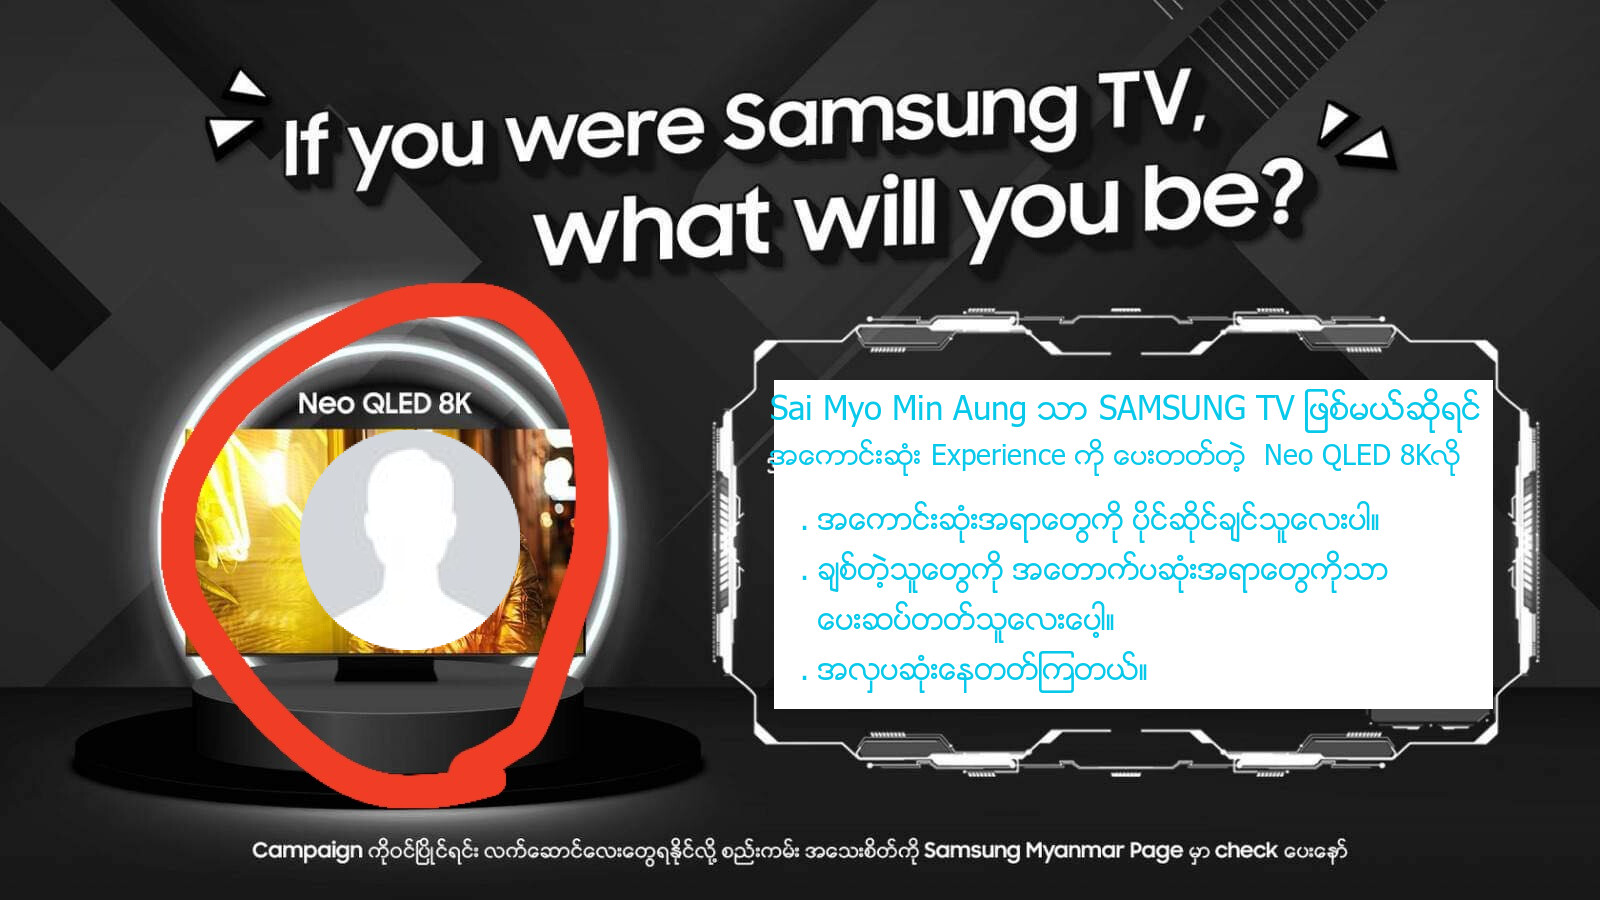 If you were Samsung TV,
what will you be?
Neo QLED 8K
Sai Myo Min Aung သာ SAMSUNG TV ဖြစ်မယ်ဆိုရင်
အကောင်းဆုံး Experience ကို ပေးတတ်တဲ့ Neo QLED 8Kလို
. အကောင်းဆုံးအရာတွေကို ပိုင်ဆိုင်ချင်သူလေးပါ။
. ချစ်တဲ့သူတွေကို အတောက်ပဆုံးအရာတွေကိုသာ
ပေးဆပ်တတ်သူလေးပေါ့။
. အလှပဆုံးနေတတ်ကြတယ်။
Campaign ကိုဝင်ပြိုင်ရင်း လက်ဆောင်လေးတွေရနိုင်လို့ စည်းကမ်း အသေးစိတ်ကို Samsung Myanmar Page မှာ check ပေးနော်